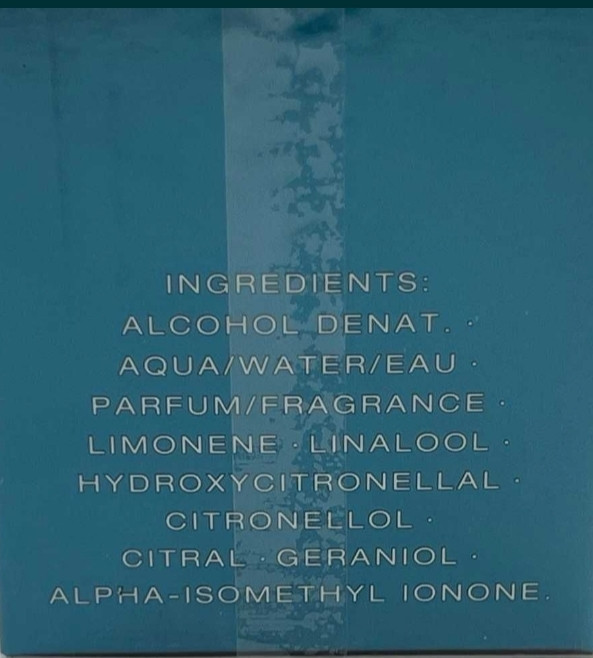 INGREDIENTS:
ALCOHOL DENAT. ·
AQUA/WATER/EAU ·
PARFUM/FRAGRANCE ·
LIMONENE · LINALOOL ·
HYDROXYCITRONELLAL ·
CITRONELLOL ·
CITRAL · GERANIOL ·
ALPHA-ISOMETHYL IONONE.